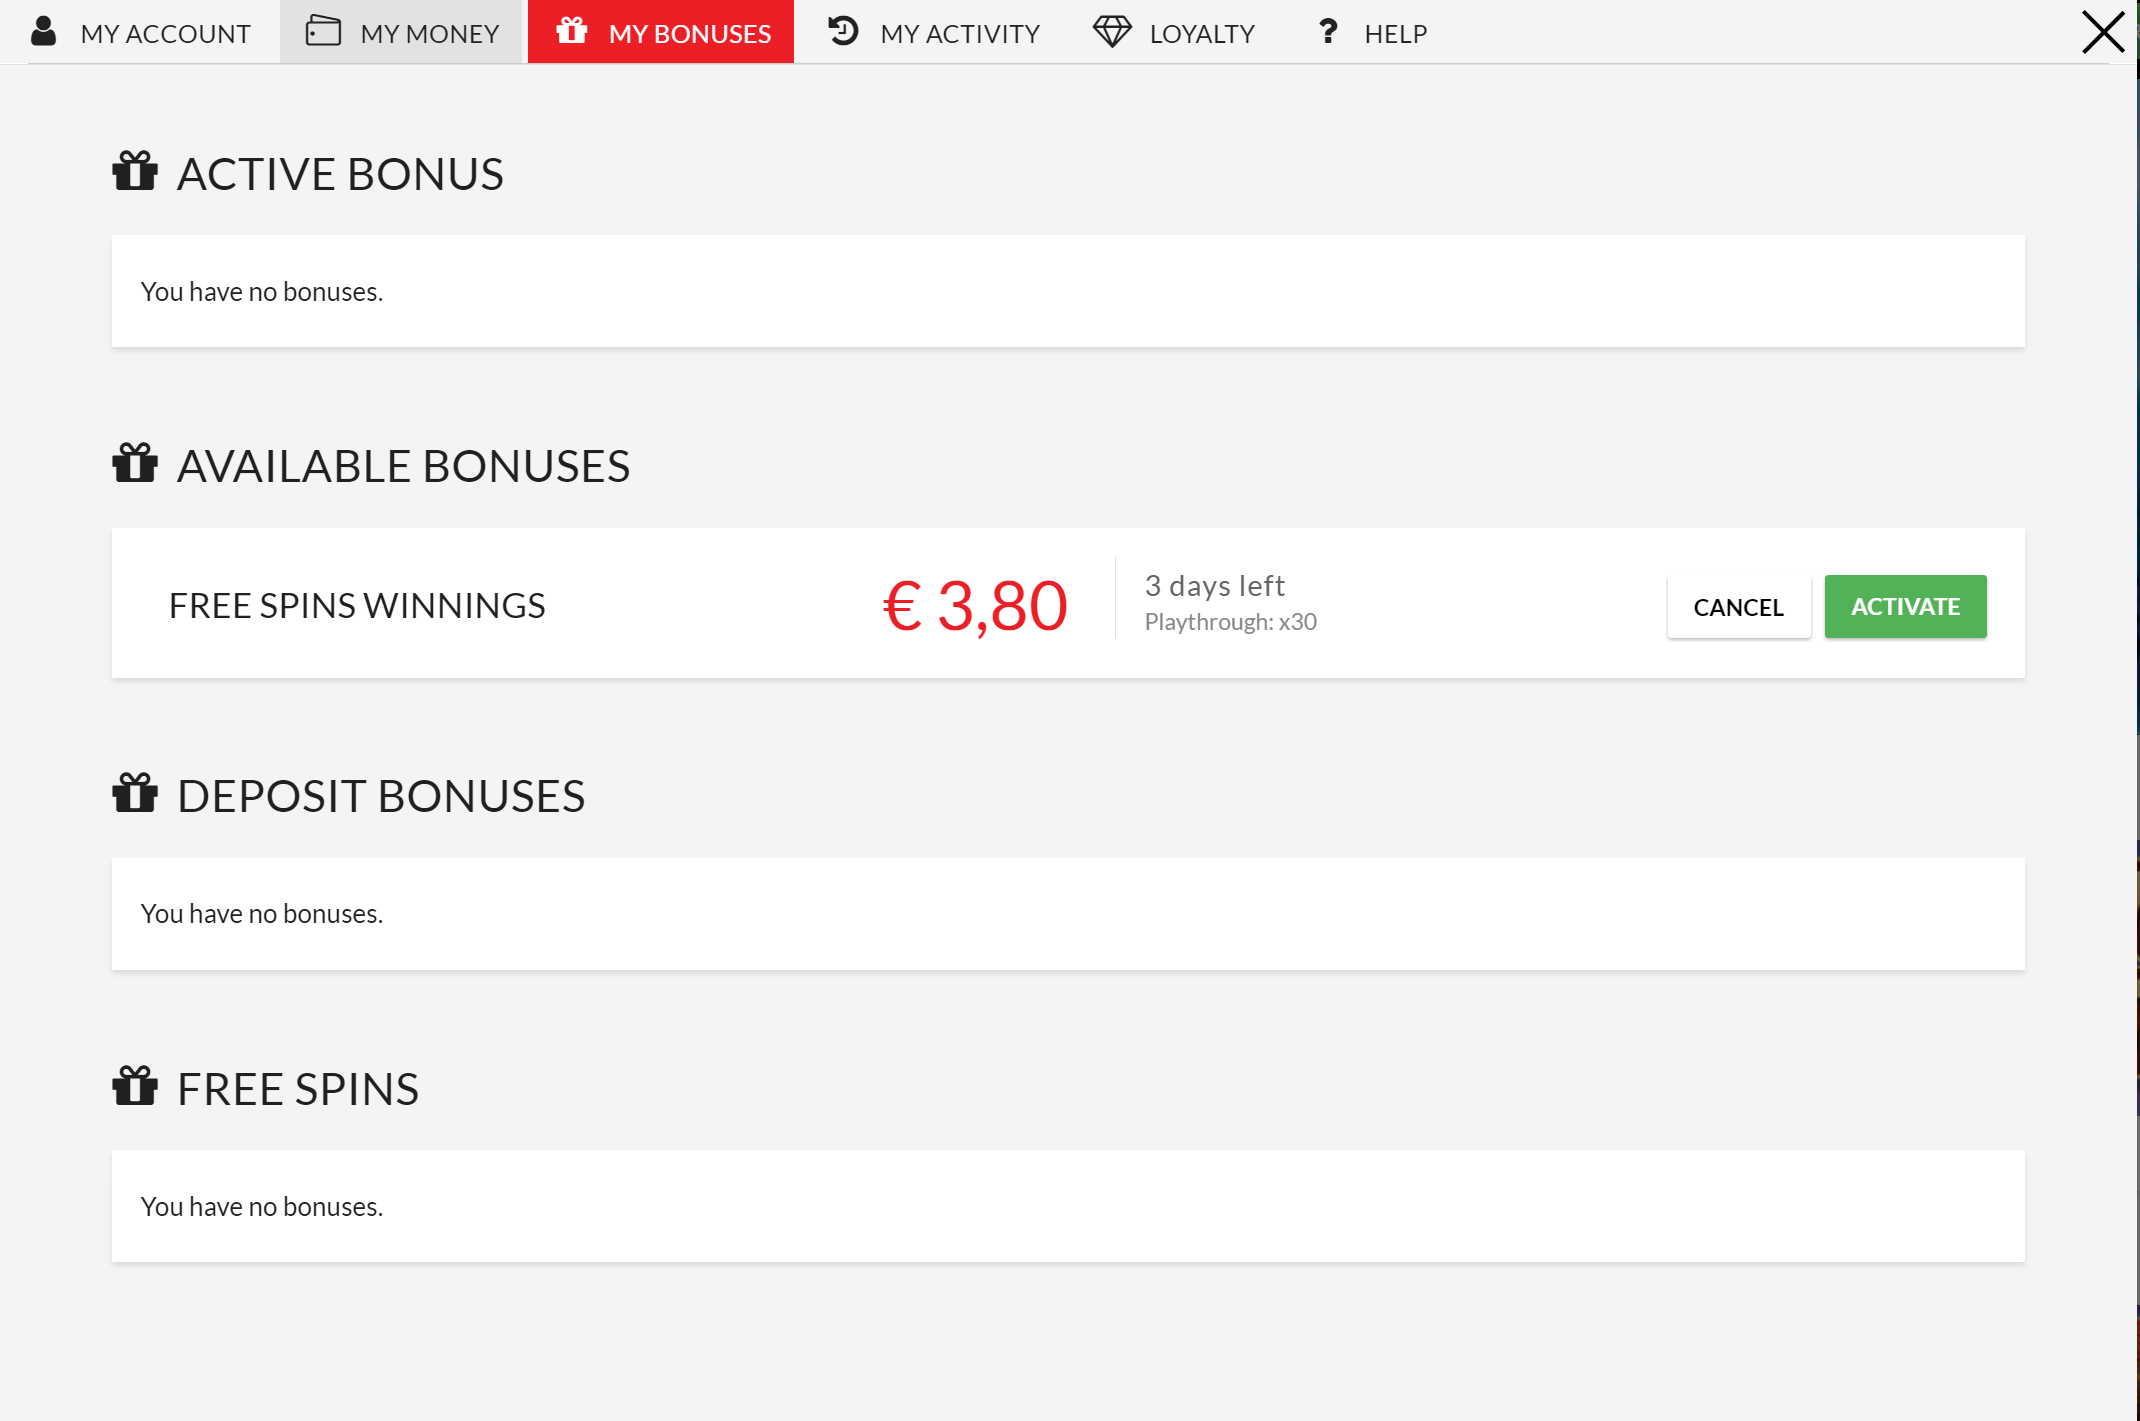 MY ACCOUNT MY MONEY MY BONUSES MY ACTIVITY LOYALTY ? HELP
ACTIVE BONUS
You have no bonuses.
AVAILABLE BONUSES
FREE SPINS WINNINGS € 3,80 3 days left CANCEL ACTIVATE
Playthrough: x30
DEPOSIT BONUSES
You have no bonuses.
FREE SPINS
You have no bonuses.